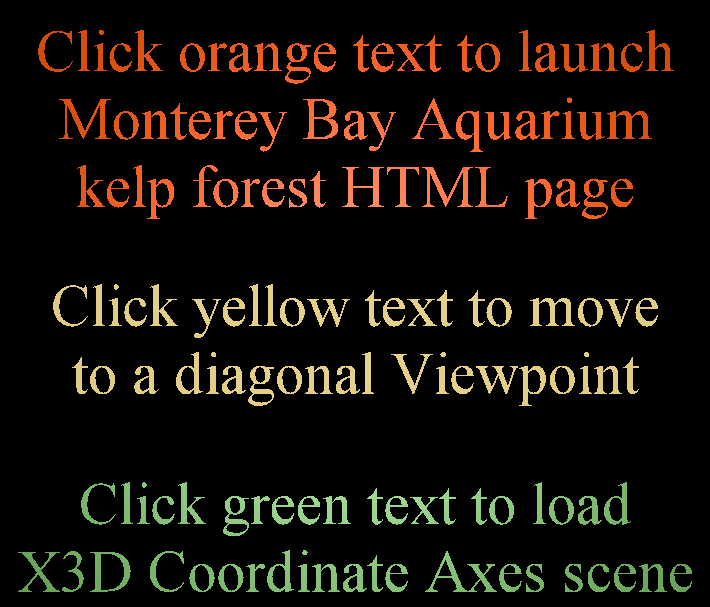 Click orange text to launch
Monterey Bay Aquarium
kelp forest HTML page
Click yellow text to move
to a diagonal Viewpoint
Click green text to load
X3D Coordinate Axes scene